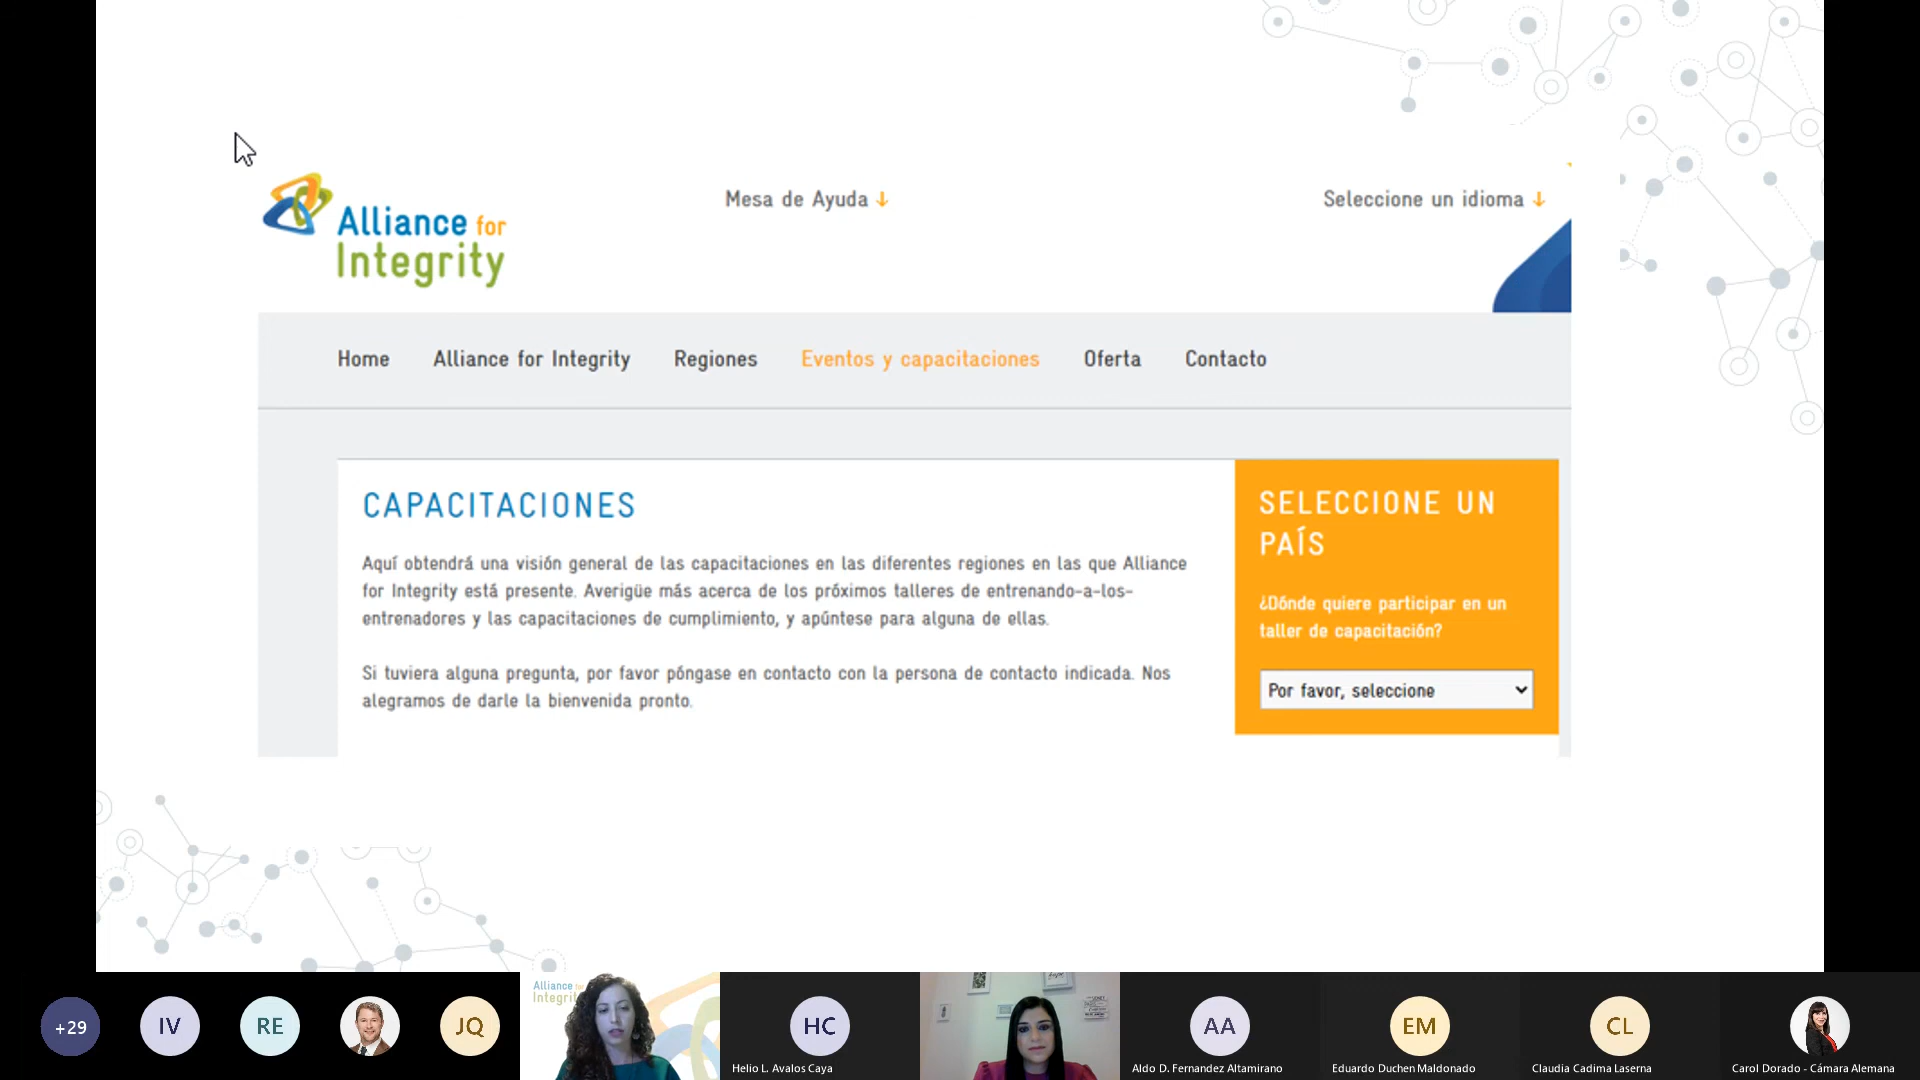 Mesa de Ayuda
Seleccione un idioma
Alliance for
Integrity
Home Alliance for Integrity Regiones Eventos y capacitaciones Oferta Contacto
CAPACITACIONES
Aquí obtendrá una visión general de las capacitaciones en las diferentes regiones en las que Alliance
for Integrity está presente. Averigüe más acerca de los próximos talleres de entrenando-a-los-
entrenadores y las capacitaciones de cumplimiento, y apúntese para alguna de ellas.
Si tuviera alguna pregunta, por favor póngase en contacto con la persona de contacto indicada. Nos
alegramos de darle la bienvenida pronto.
SELECCIONE UN
PAÍS
¿Dónde quiere participar en un
taller de capacitación?
Por favor, seleccione
+29
IV
RE
JQ
Alliance for
HC
AA
EM
CL
Helio L. Avalos Caya
Aldo D. Fernandez Altamirano
Eduardo Duchen Maldonado
Claudia Cadima Laserna
Carol Dorado - Cámara Alemana